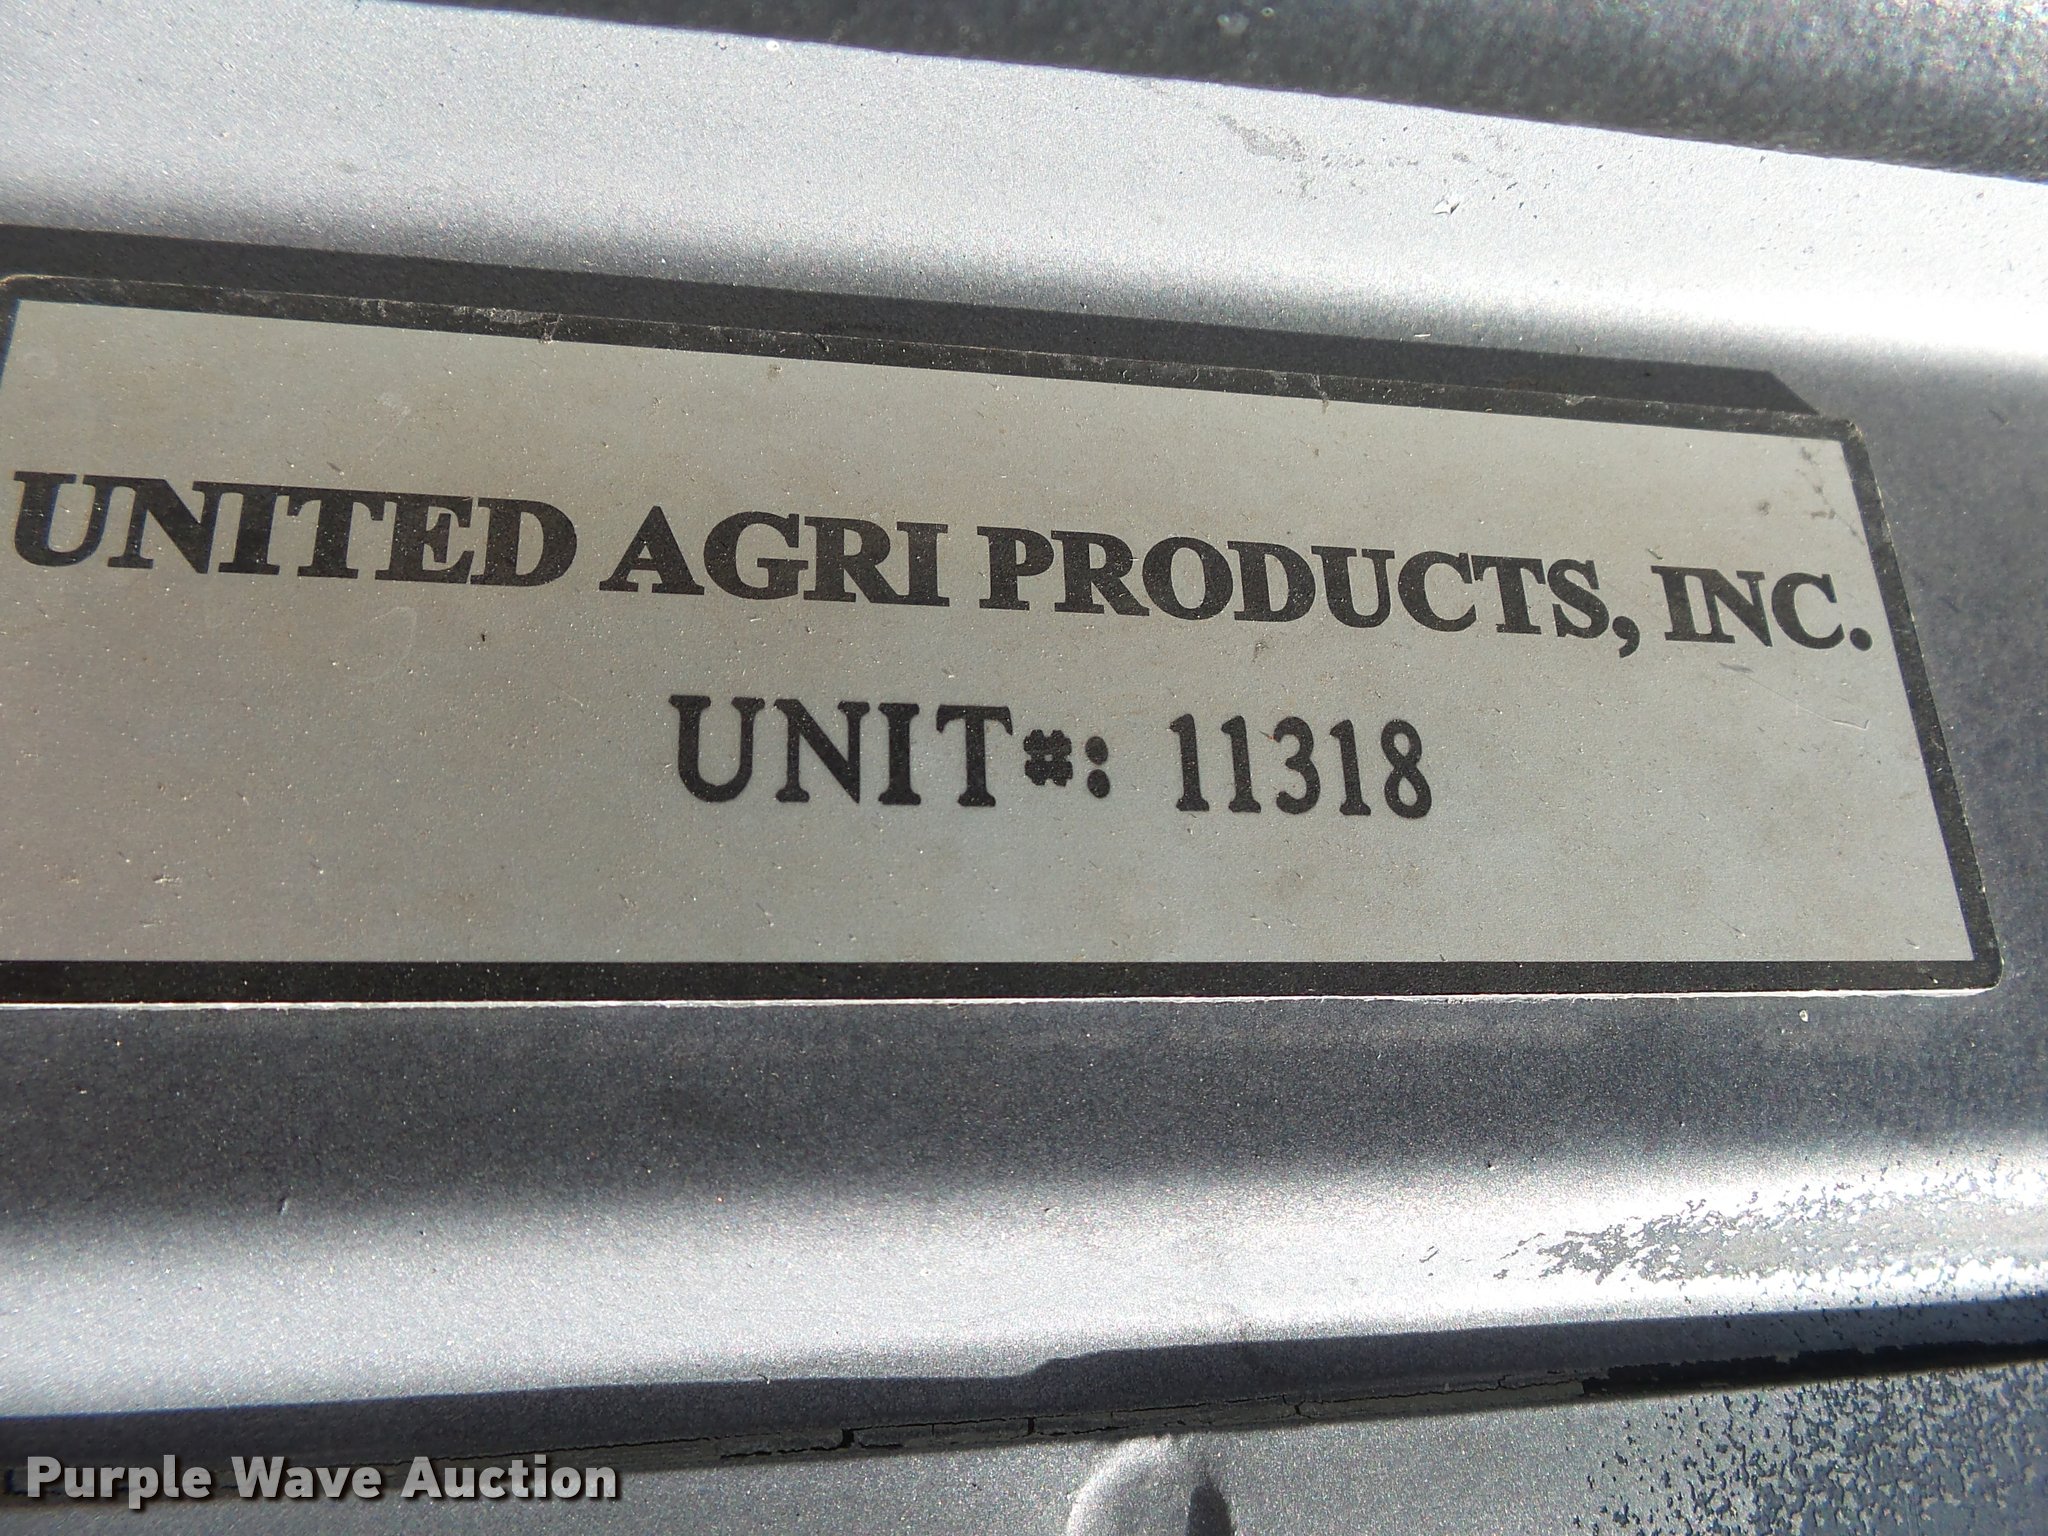 UNITED AGRI PRODUCTS, INC.
UNIT#: 11318
Purple Wave Auction